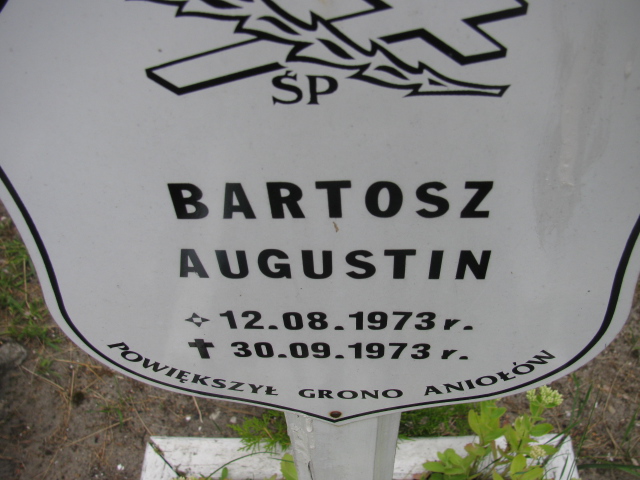 ŚP
BARTOSZ
AUGUSTIN
12.08.1973 r.
30.09.1973 r.
POWIĘKSZYŁ GRONO ANIOŁÓW